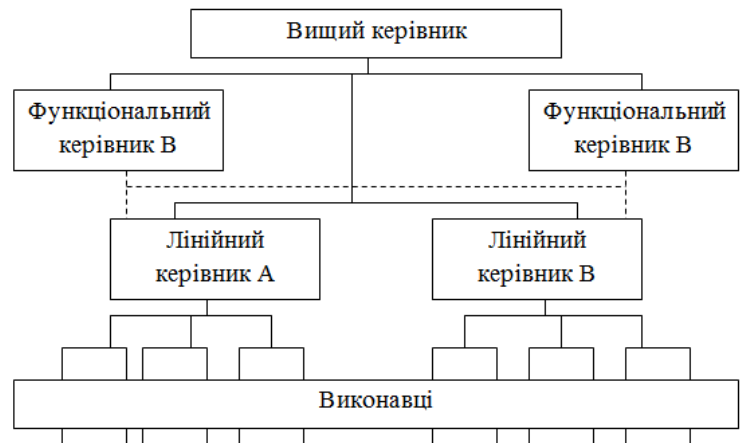 Вищий керівник
Функціональний
керівник В
Функціональний
керівник В
Лінійний
керівник А
Лінійний
керівник В
Виконавці